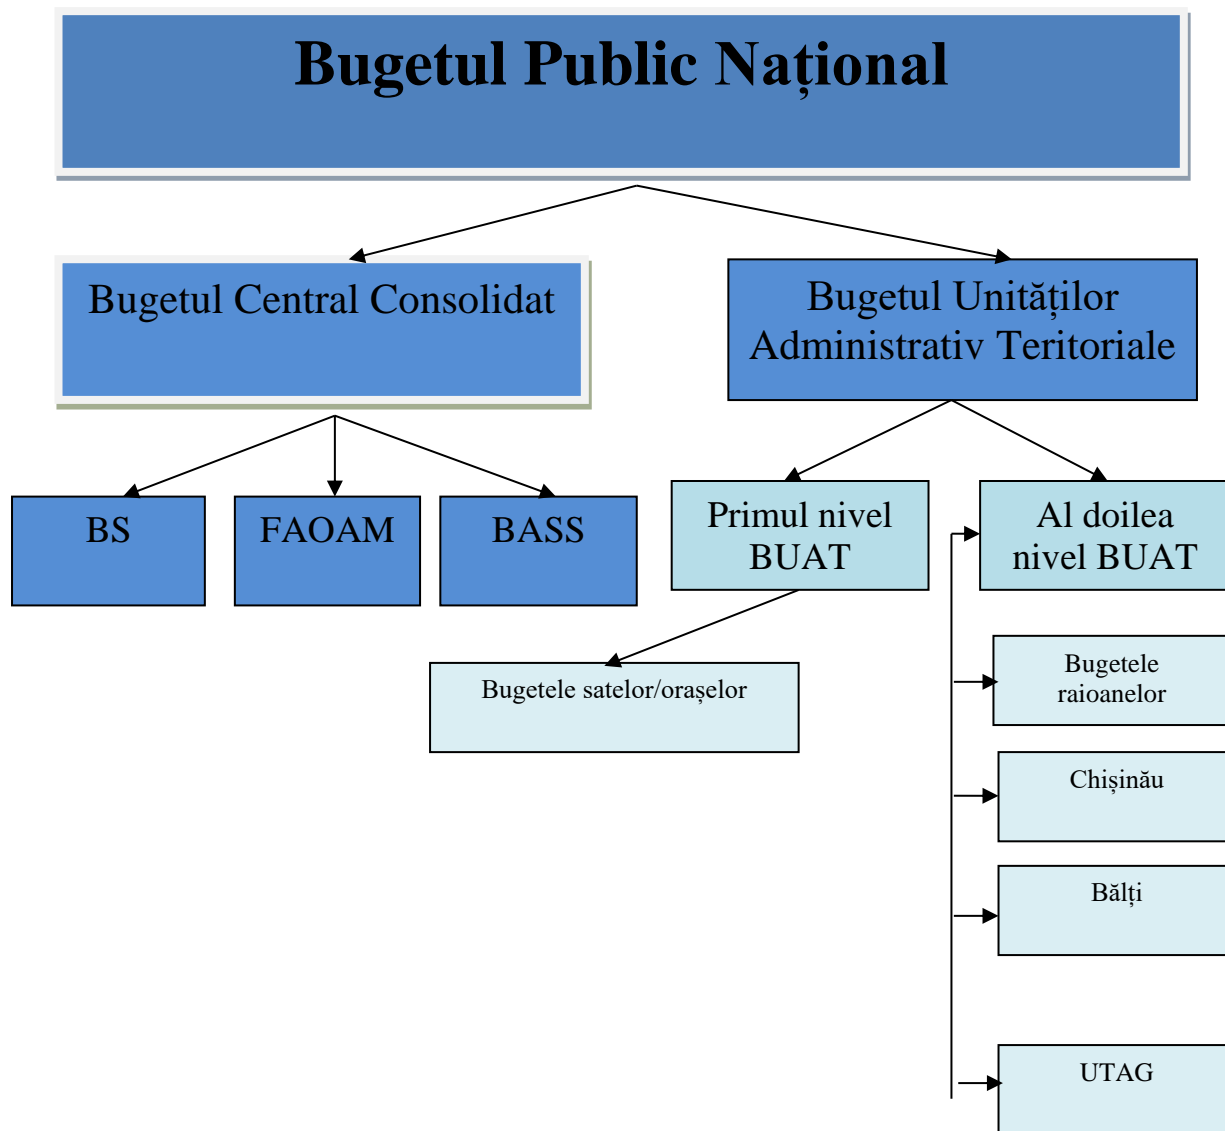 Bugetul Public Național
Bugetul Central Consolidat
Bugetul Unităților
Administrativ Teritoriale
BS
FAOAM
BASS
Primul nivel
BUAT
Al doilea
nivel BUAT
Bugetele satelor/orașelor
Bugetele
raioanelor
Chișinău
Bălți
UTAG